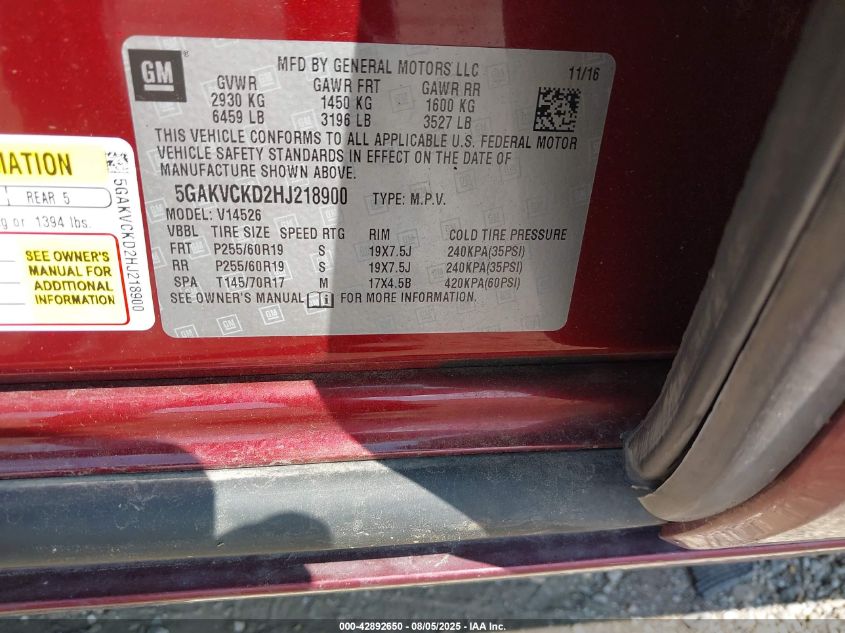 GM
MFD BY GENERAL MOTORS LLC
11/16
GVWR GAWR FRT GAWR RR
2930 KG 1450 KG 1600 KG
6459 LB 3196 LB 3527 LB
THIS VEHICLE CONFORMS TO ALL APPLICABLE U.S. FEDERAL MOTOR
VEHICLE SAFETY STANDARDS IN EFFECT ON THE DATE OF
MANUFACTURE SHOWN ABOVE.
5GAKVCKD2HJ218900 TYPE: M.P.V.
MODEL: V14526
VBBL TIRE SIZE SPEED RTG RIM COLD TIRE PRESSURE
FRT P255/60R19 S 19X7.5J 240KPA(35PSI)
RR P255/60R19 S 19X7.5J 240KPA(35PSI)
SPA T145/70R17 M 17X4.5B 420KPA(60PSI)
SEE OWNER'S MANUAL FOR MORE INFORMATION.
MATION
REAR 5
g or 1394 lbs.
SEE OWNER'S
MANUAL FOR
ADDITIONAL
INFORMATION
5GAKVCKD2HJ218900
000-42892650 - 08/05/2025 - IAA Inc.